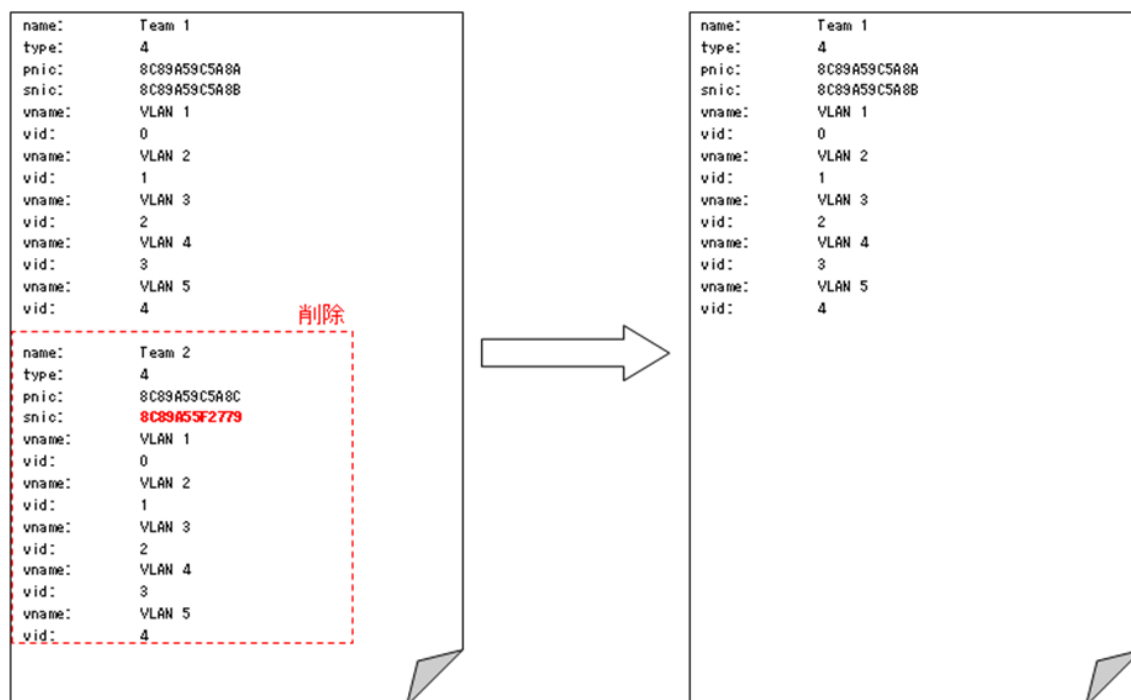 name: Team 1
type: 4
pnic: 8C89A59C5A8A
snic: 8C89A59C5A8B
vname: VLAN 1
vid: 0
vname: VLAN 2
vid: 1
vname: VLAN 3
vid: 2
vname: VLAN 4
vid: 3
vname: VLAN 5
vid: 4
削除
name: Team 2
type: 4
pnic: 8C89A59C5A8C
snic: 8C89A55F2779
vname: VLAN 1
vid: 0
vname: VLAN 2
vid: 1
vname: VLAN 3
vid: 2
vname: VLAN 4
vid: 3
vname: VLAN 5
vid: 4
name: Team 1
type: 4
pnic: 8C89A59C5A8A
snic: 8C89A59C5A8B
vname: VLAN 1
vid: 0
vname: VLAN 2
vid: 1
vname: VLAN 3
vid: 2
vname: VLAN 4
vid: 3
vname: VLAN 5
vid: 4